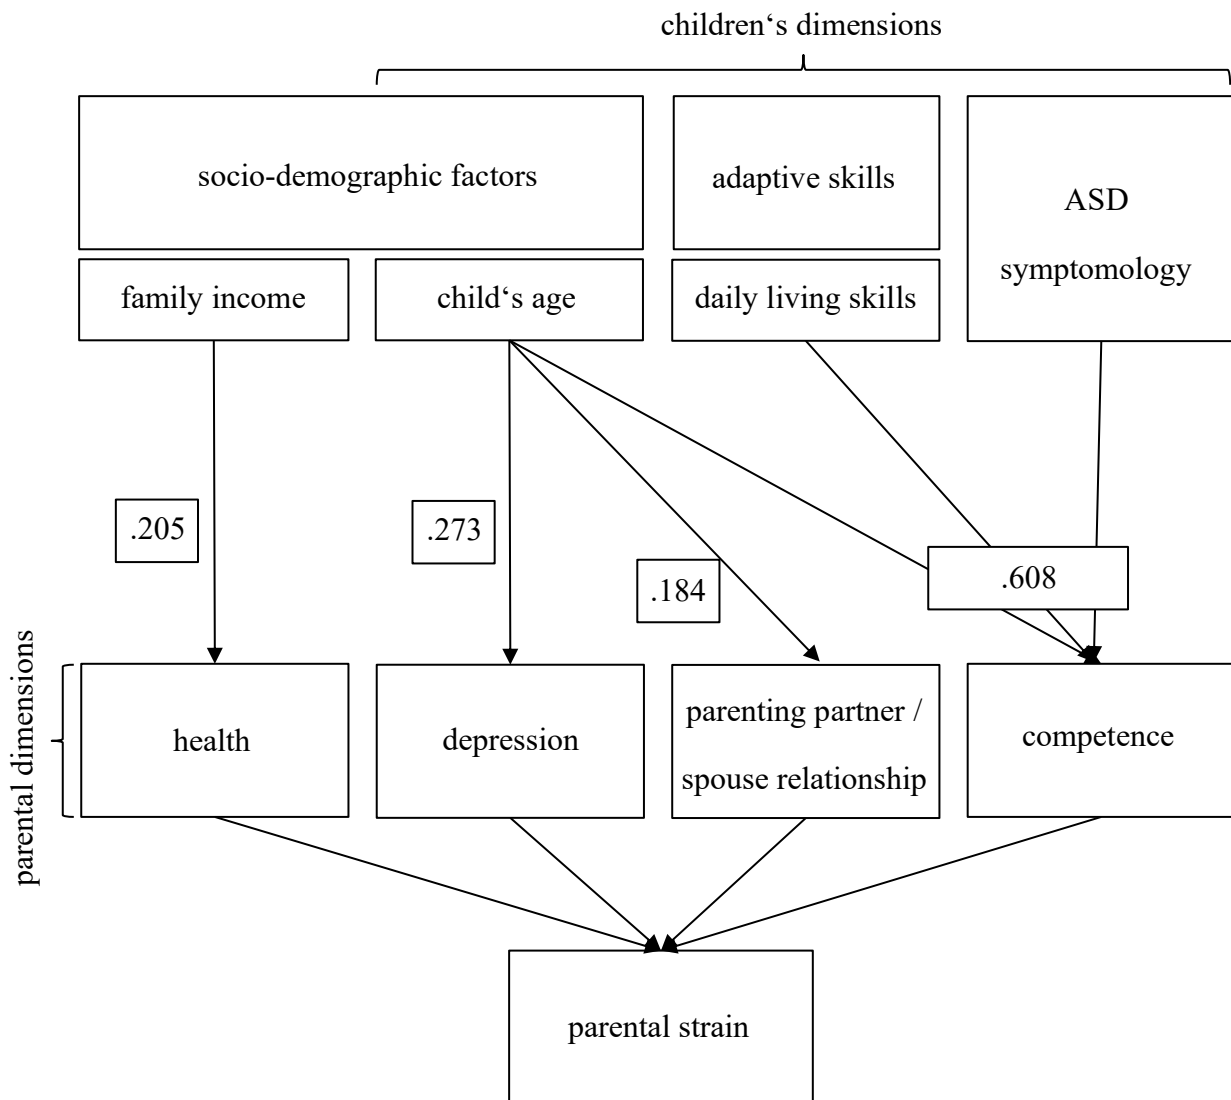 children‘s dimensions
socio-demographic factors
adaptive skills
ASD
symptomology
family income
child‘s age
daily living skills
.205
.273
.184
.608
parental dimensions
health
depression
parenting partner /
spouse relationship
competence
parental strain